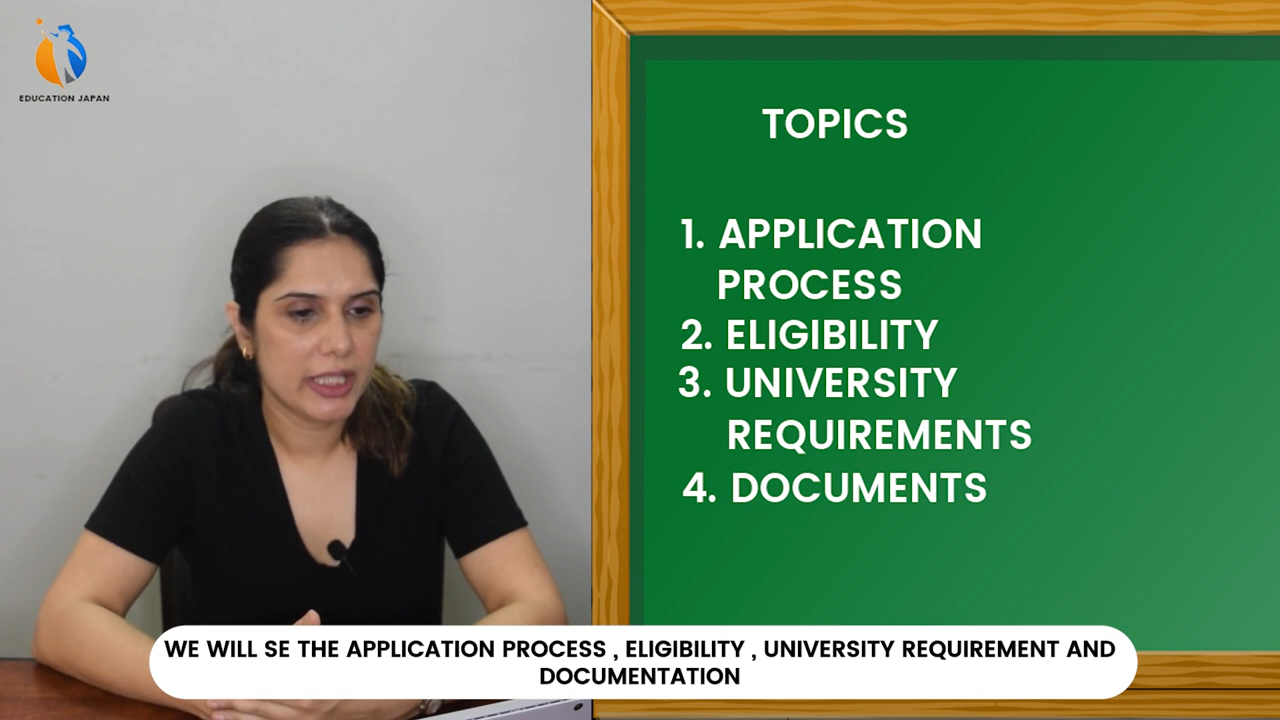 EDUCATION JAPAN
TOPICS
1. APPLICATION
PROCESS
2. ELIGIBILITY
3. UNIVERSITY
REQUIREMENTS
4. DOCUMENTS
WE WILL SE THE APPLICATION PROCESS , ELIGIBILITY , UNIVERSITY REQUIREMENT AND
DOCUMENTATION